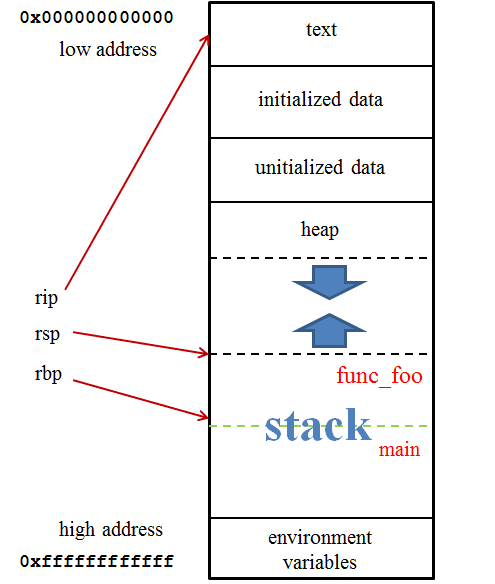 0x000000000000
low address
text
initialized data
unitialized data
heap
rip
rsp
rbp
func_foo
stack
main
high address
0xffffffffffff
environment
variables